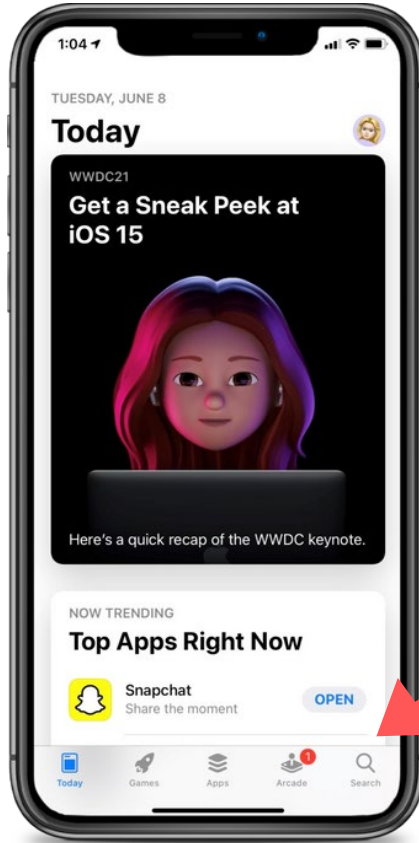 1:04
TUESDAY, JUNE 8
Today
WWDC21
Get a Sneak Peek at
iOS 15
Here's a quick recap of the WWDC keynote.
NOW TRENDING
Top Apps Right Now
Snapchat
Share the moment
OPEN
1
Today Games Apps Arcade Search